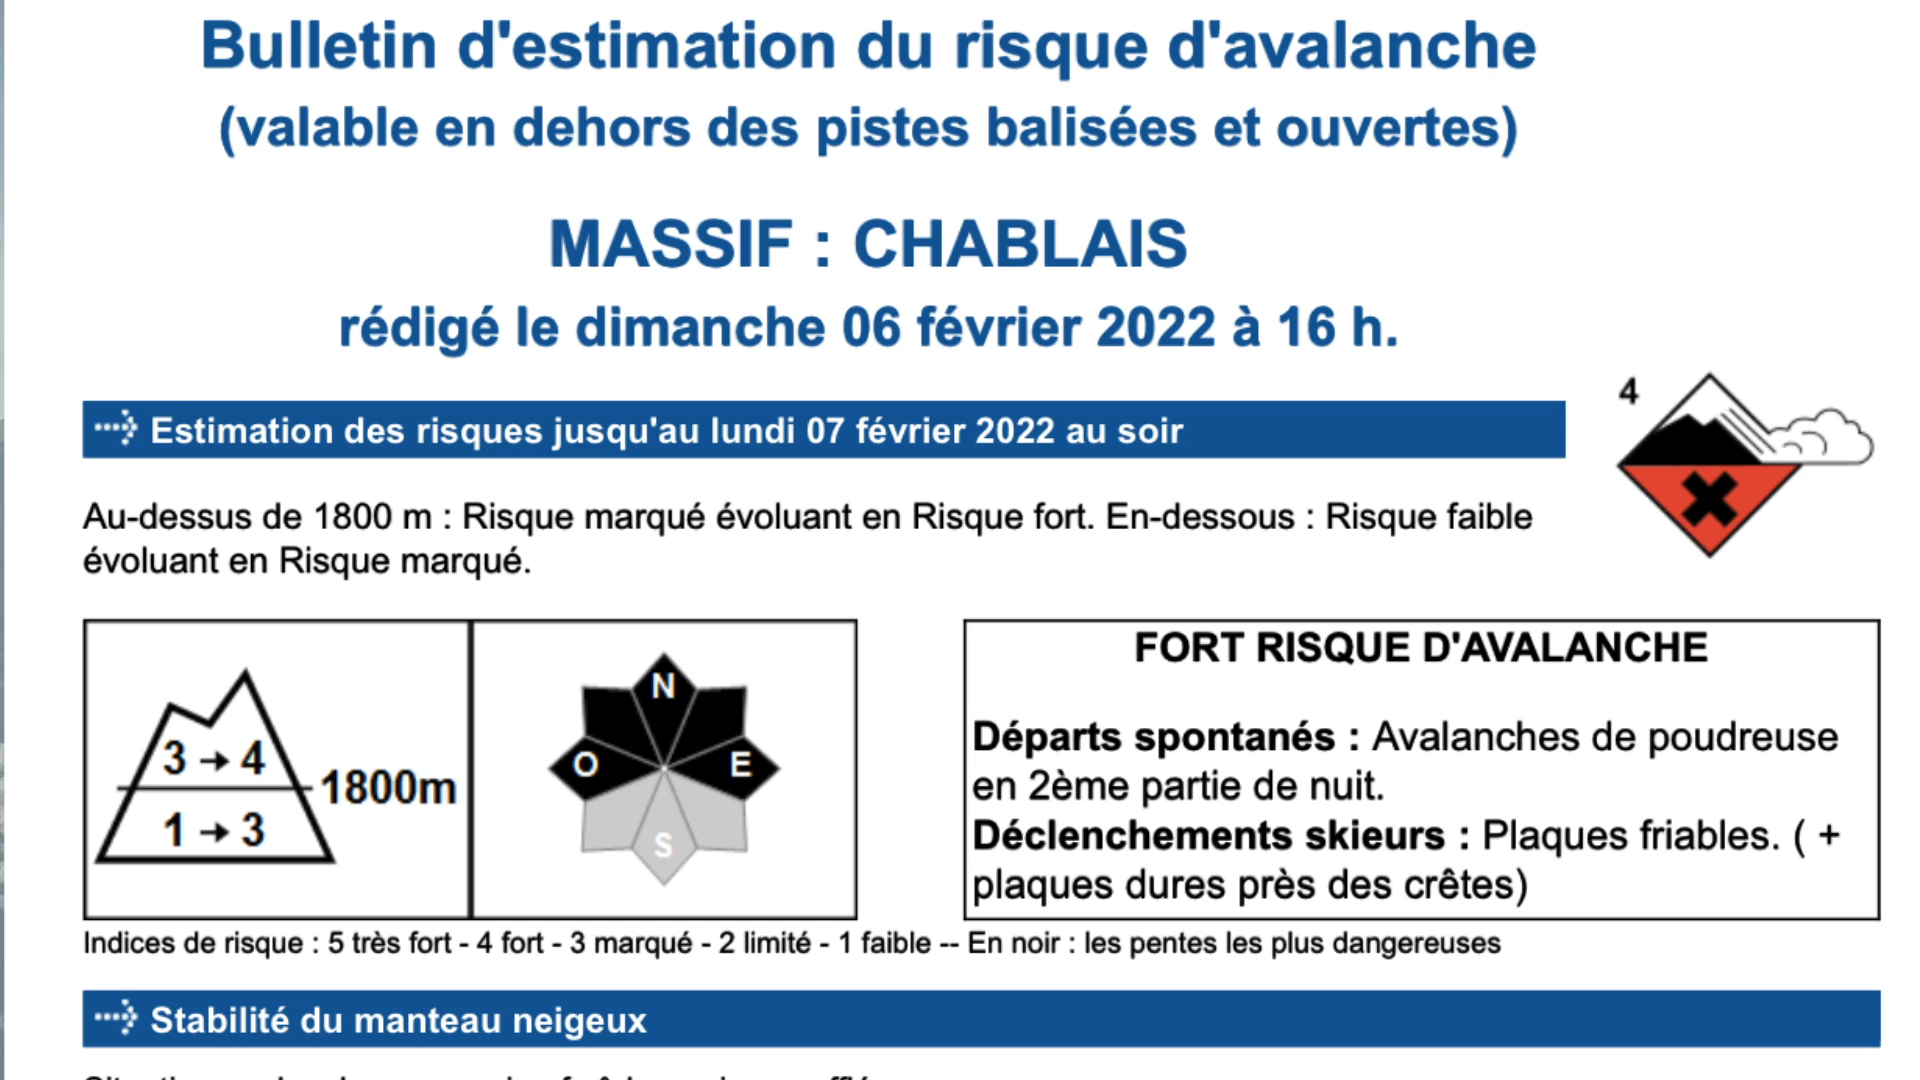 Bulletin d'estimation du risque d'avalanche
(valable en dehors des pistes balisées et ouvertes)
MASSIF : CHABLAIS
rédigé le dimanche 06 février 2022 à 16 h.
4
Estimation des risques jusqu'au lundi 07 février 2022 au soir
Au-dessus de 1800 m : Risque marqué évoluant en Risque fort. En-dessous : Risque faible
évoluant en Risque marqué.
3 → 4
1800m
1 → 3
N
O
E
S
FORT RISQUE D'AVALANCHE
Départs spontanés : Avalanches de poudreuse
en 2ème partie de nuit.
Déclenchements skieurs : Plaques friables. ( +
plaques dures près des crêtes)
Indices de risque : 5 très fort - 4 fort - 3 marqué - 2 limité - 1 faible -- En noir : les pentes les plus dangereuses
Stabilité du manteau neigeux